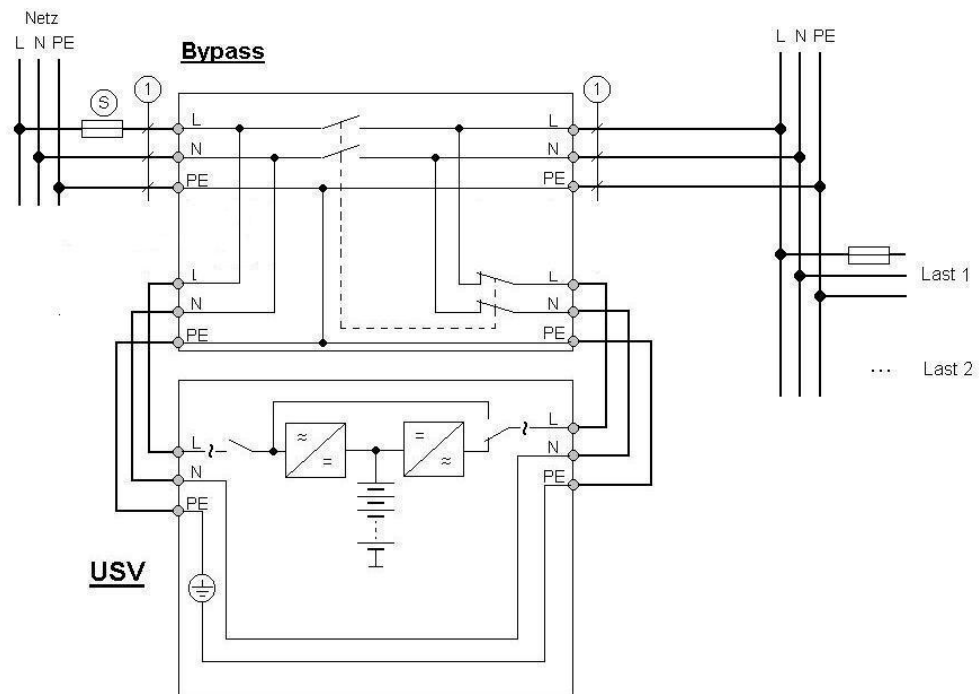 Netz
L N PE
Bypass
L N PE
S
1
1
L
L
N
N
PE
PE
L
L
N
N
PE
PE
Last 1
... Last 2
L
L
≈
=
=
≈
N
N
PE
PE
USV